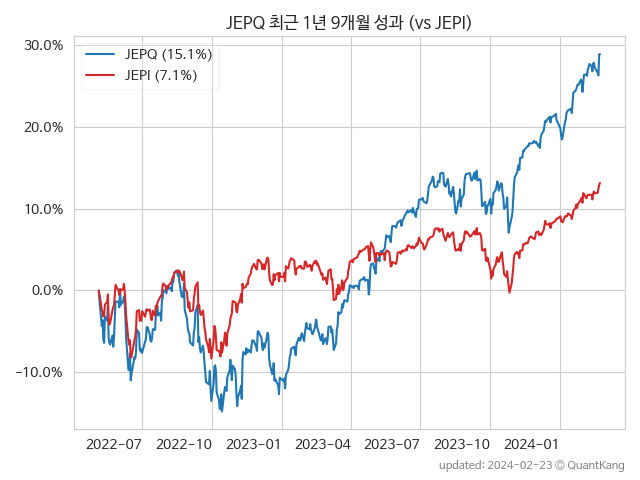 JEPQ 최근 1년 9개월 성과 (vs JEPI)
JEPQ (15.1%)
JEPI (7.1%)
30.0%
20.0%
10.0%
0.0%
−10.0%
2022-07 2022-10 2023-01 2023-04 2023-07 2023-10 2024-01
updated: 2024-02-23 © QuantKang